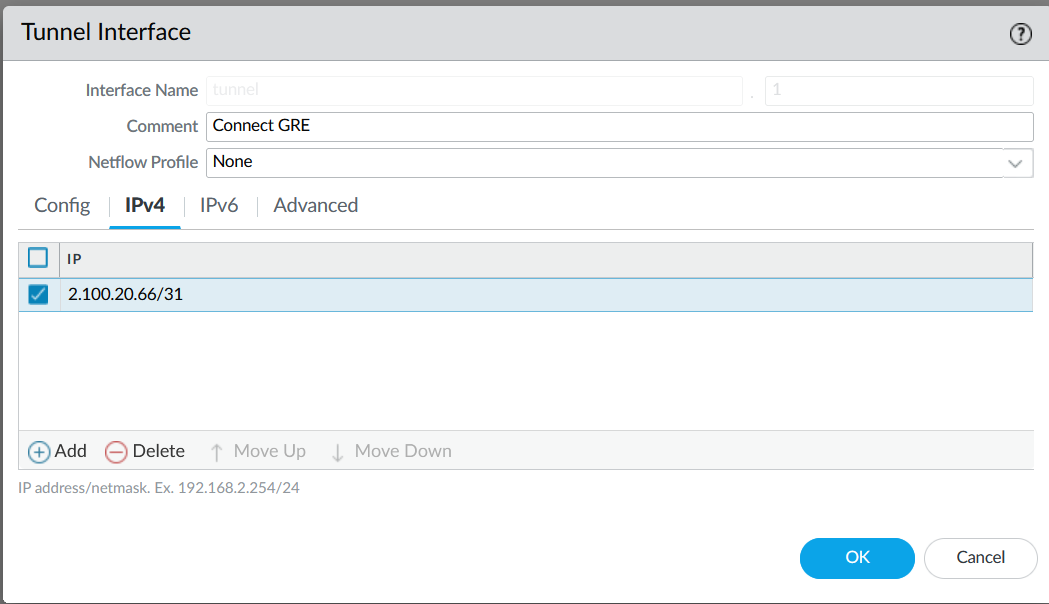 Tunnel Interface ?
Interface Name tunnel . 1
Comment Connect GRE
Netflow Profile None
Config IPv4 IPv6 Advanced
IP
2.100.20.66/31
Add Delete Move Up Move Down
IP address/netmask. Ex. 192.168.2.254/24
OK Cancel